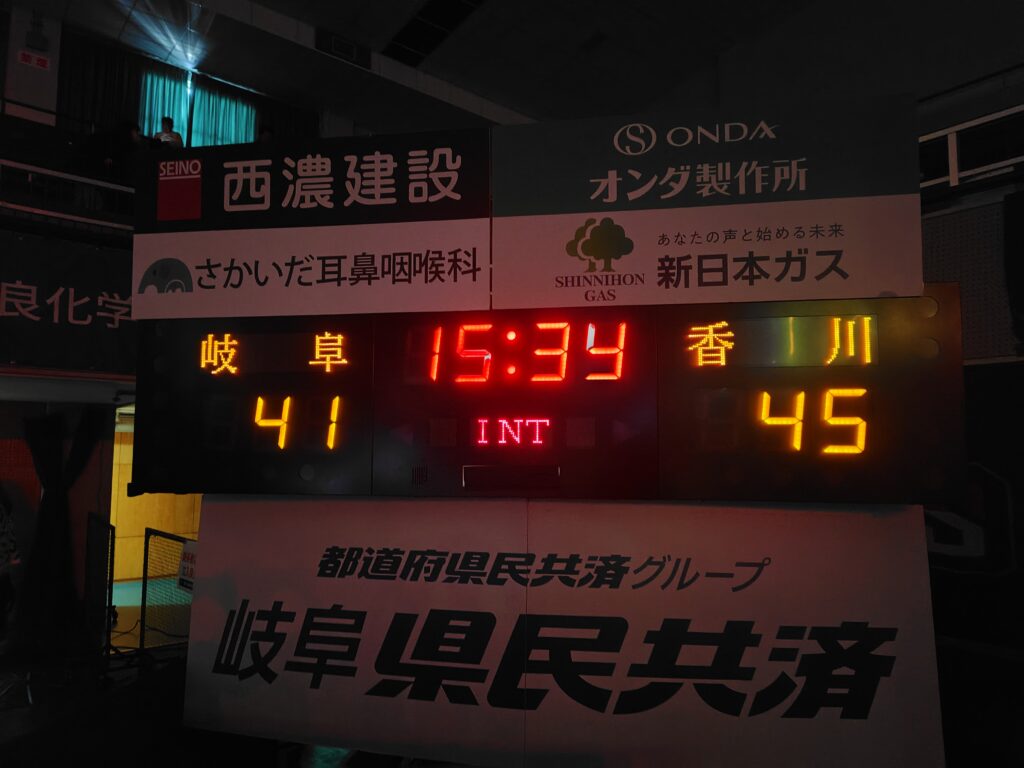 禁煙
SEINO
西濃建設
ONDA
オンダ製作所
さかいだ耳鼻咽喉科
SHINNIHON
GAS
あなたの声と始める未来
新日本ガス
良化学
岐 阜
15:34
香 川
41
INT
45
都道府県民共済グループ
岐阜県民共済